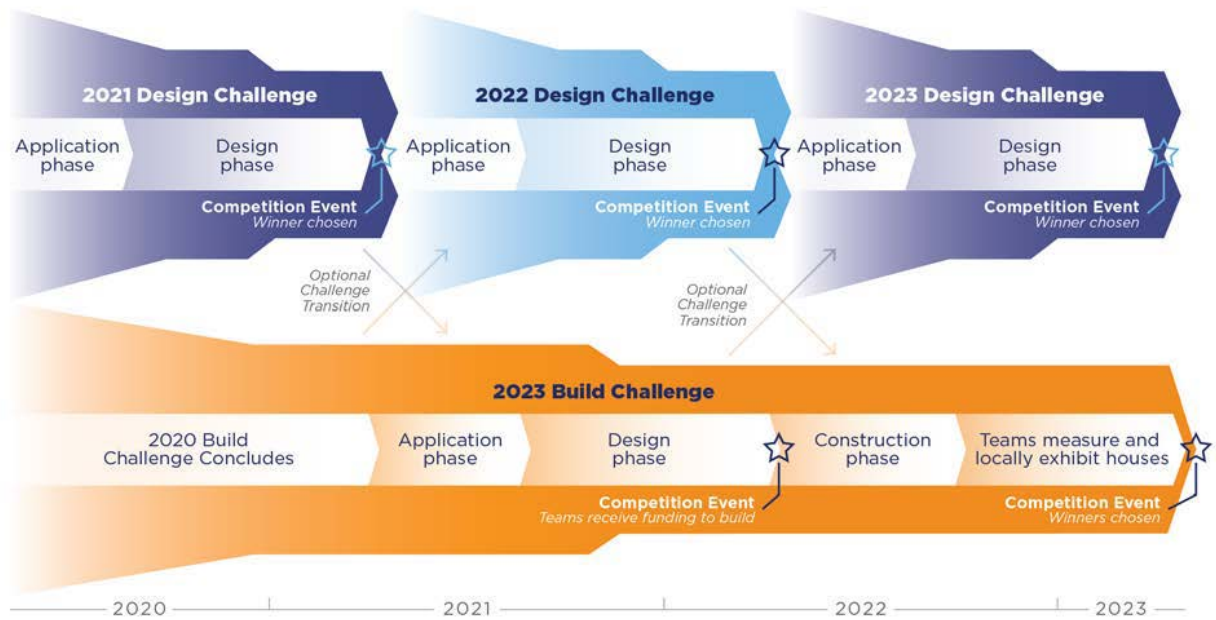 2021 Design Challenge
Application
phase
Design
phase
Competition Event
Winner chosen
2022 Design Challenge
Application
phase
Design
phase
Competition Event
Winner chosen
2023 Design Challenge
Application
phase
Design
phase
Competition Event
Winner chosen
Optional
Challenge
Transition
Optional
Challenge
Transition
2023 Build Challenge
2020 Build
Challenge Concludes
Application
phase
Design
phase
Competition Event
Teams receive funding to build
Construction
phase
Teams measure and
locally exhibit houses
Competition Event
Winners chosen
2020
2021
2022
2023